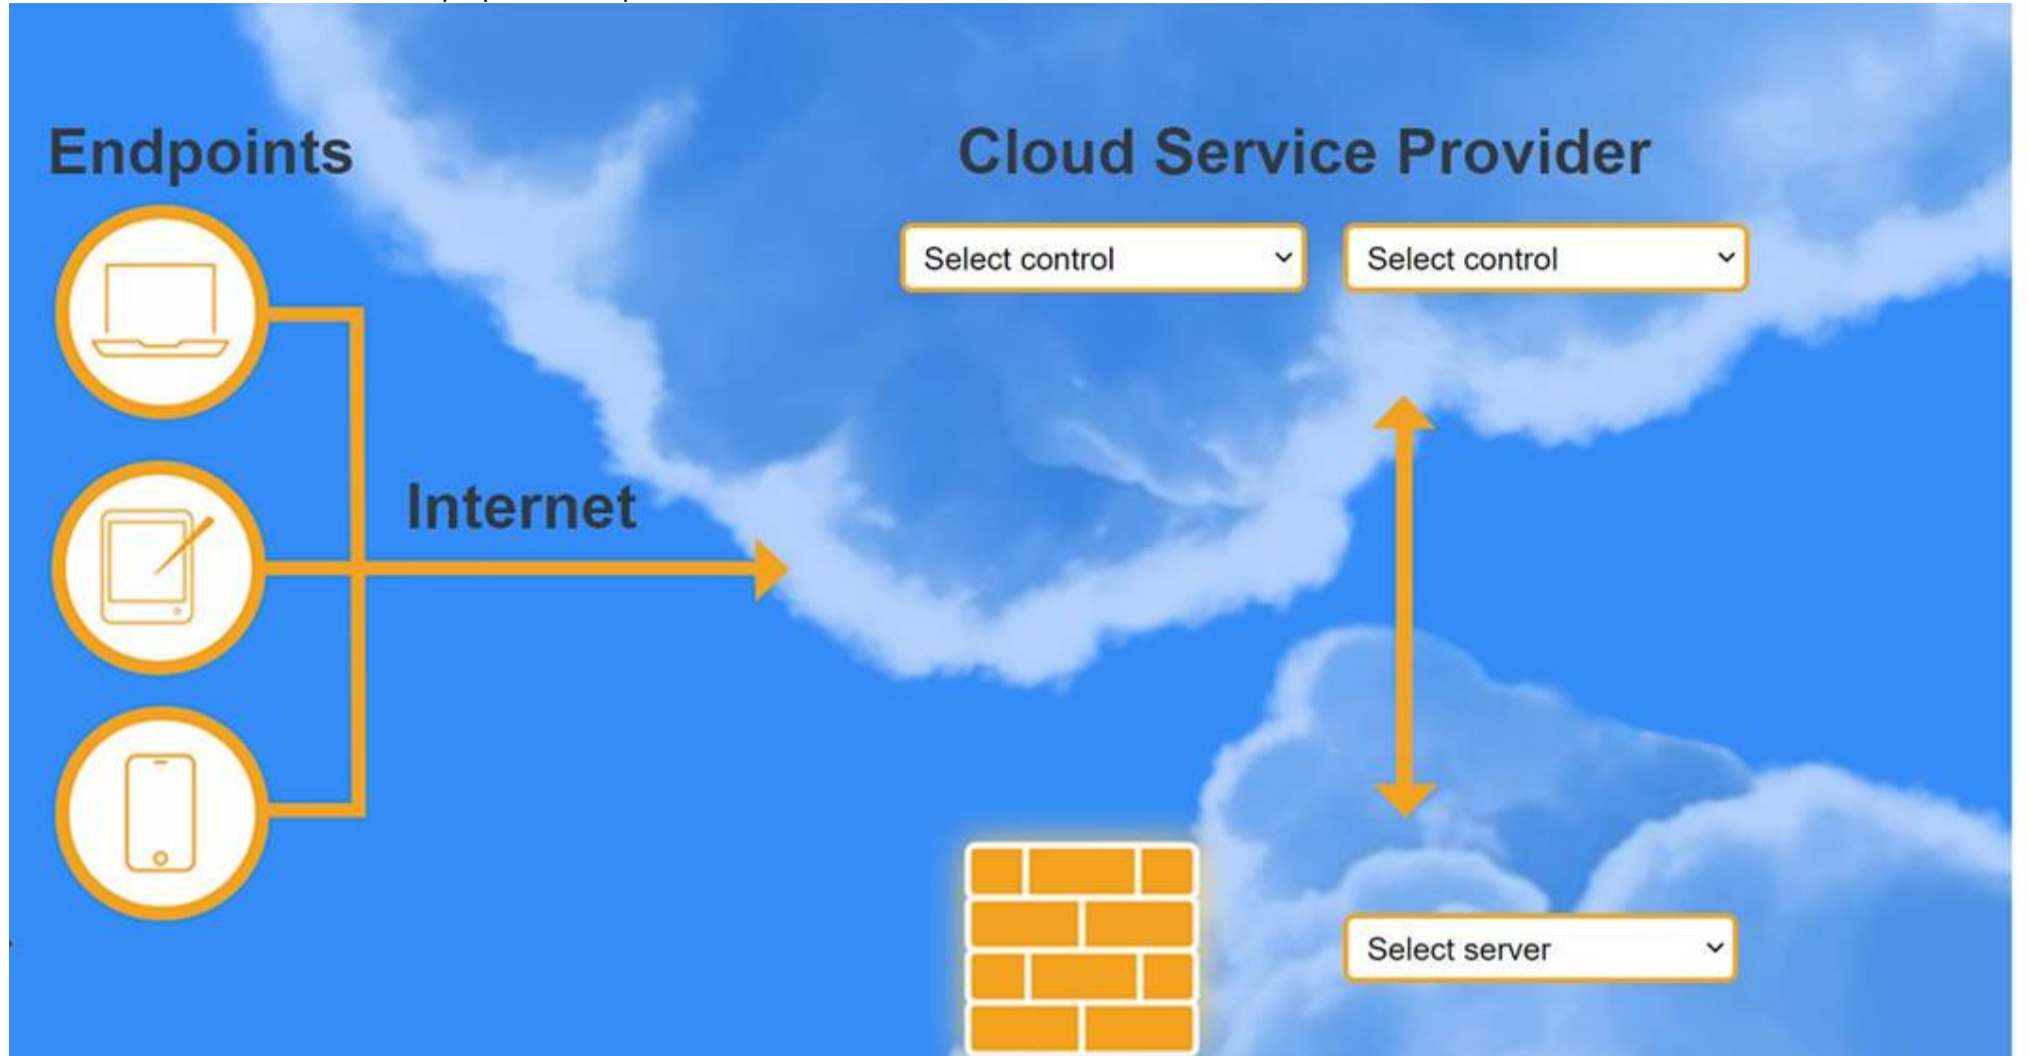 Endpoints
Cloud Service Provider
Select control
Select control
Internet
Select server